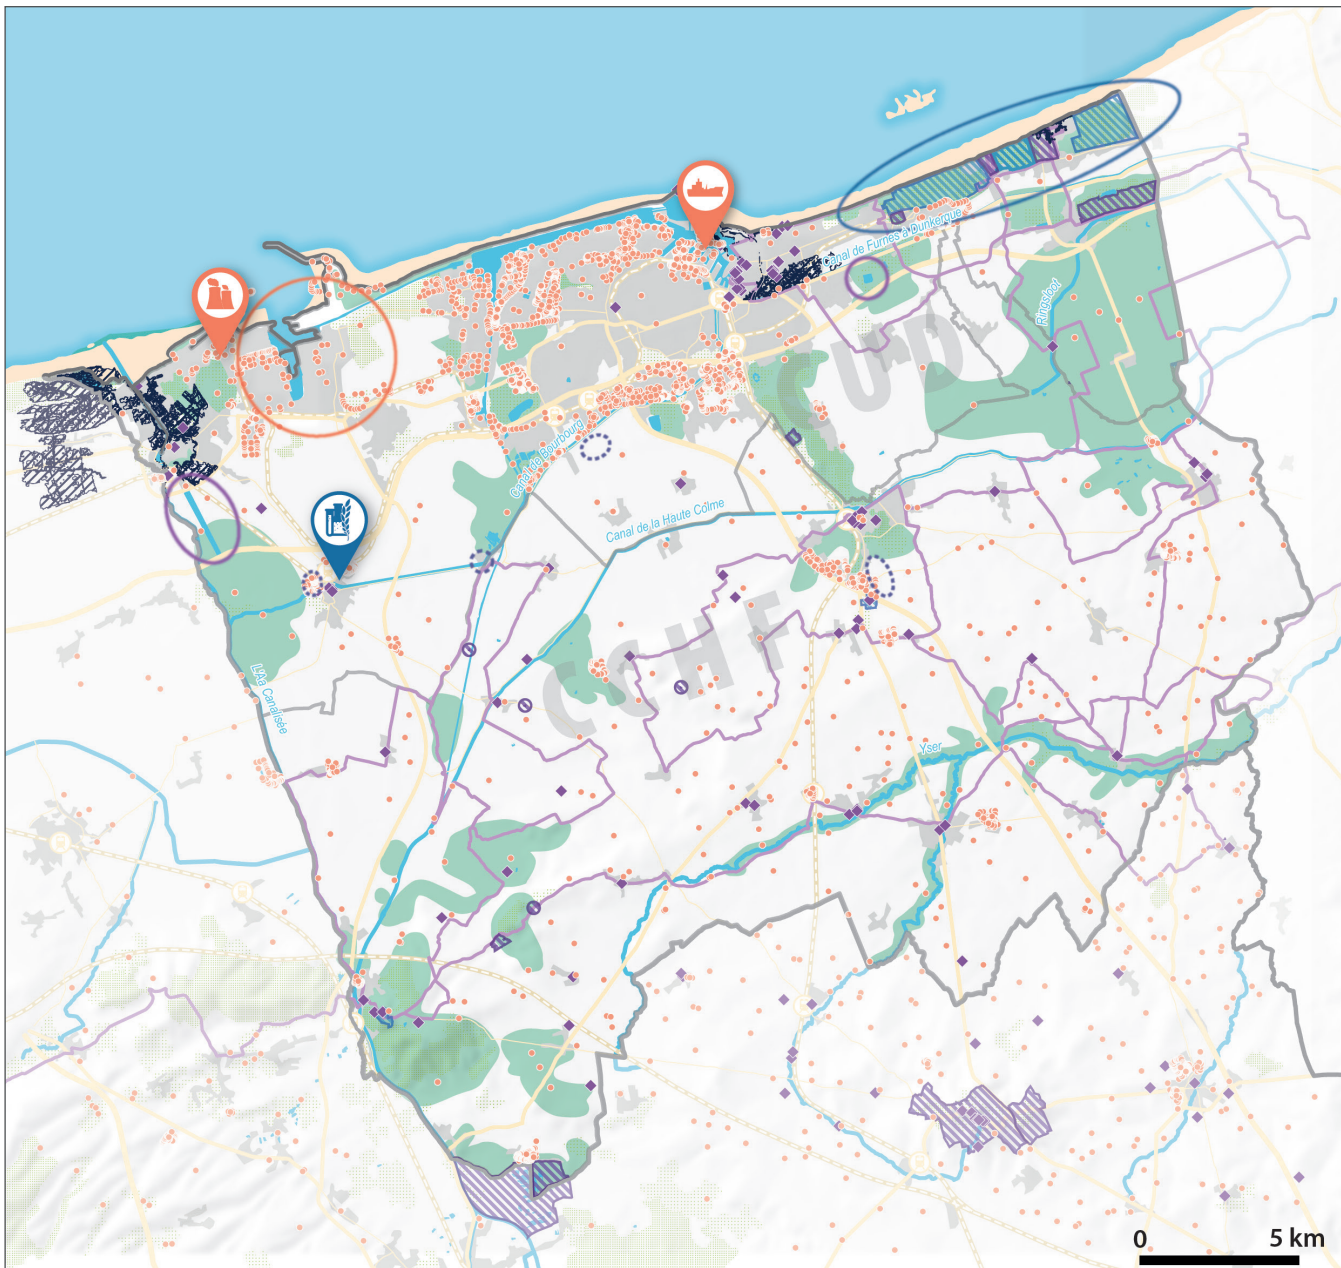 Canal de Furnes à Dunkerque
Ringsloot
CUD
Canal de Bourbourg
Canal de la Haute Colme
CCHF
L'Aa Canalisée
Yser
0 5 km